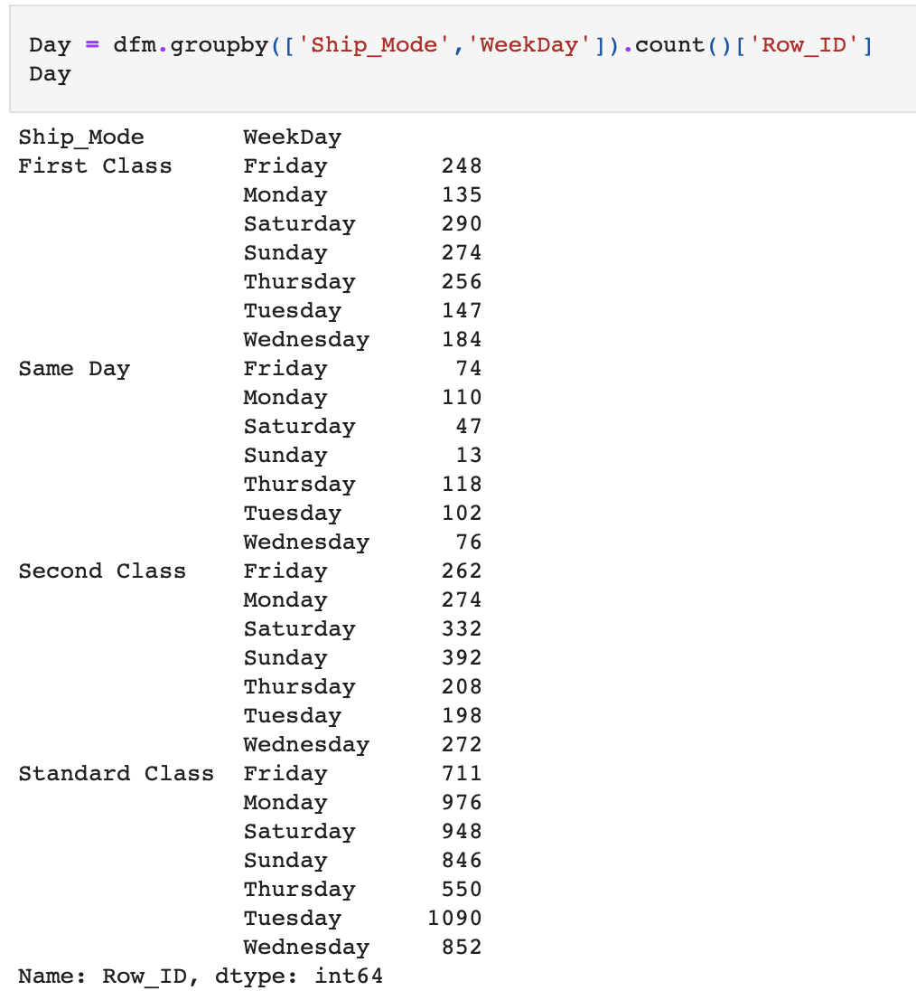 Day = dfm.groupby(['Ship_Mode','WeekDay']).count()['Row_ID']
Day
Ship_Mode       WeekDay
First Class     Friday        248
                Monday        135
                Saturday      290
                Sunday        274
                Thursday      256
                Tuesday       147
                Wednesday     184
Same Day        Friday         74
                Monday        110
                Saturday       47
                Sunday         13
                Thursday      118
                Tuesday       102
                Wednesday      76
Second Class    Friday        262
                Monday        274
                Saturday      332
                Sunday        392
                Thursday      208
                Tuesday       198
                Wednesday     272
Standard Class  Friday        711
                Monday        976
                Saturday      948
                Sunday        846
                Thursday      550
                Tuesday      1090
                Wednesday     852
Name: Row_ID, dtype: int64